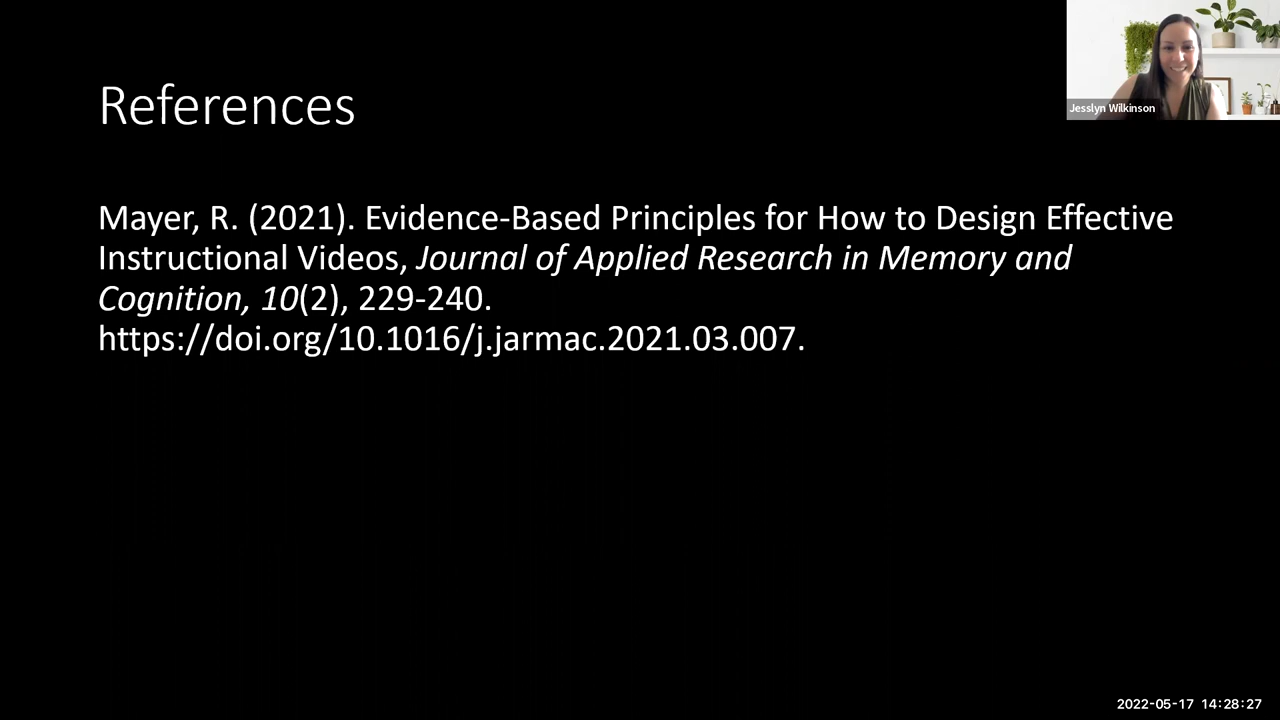 References
Jesslyn Wilkinson
Mayer, R. (2021). Evidence-Based Principles for How to Design Effective
Instructional Videos, Journal of Applied Research in Memory and
Cognition, 10(2), 229-240.
https://doi.org/10.1016/j.jarmac.2021.03.007.
2022-05-17 14:28:27